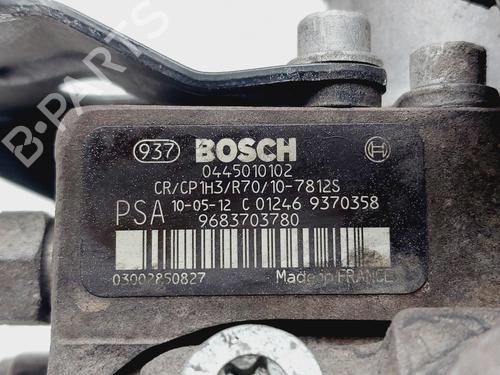 937 BOSCH
0445010102
CR/CP1H3/R70/10-7812S
PSA 10-05-12 C 01246 9370358
9683703780
03002850827 Made in FRANCE
B-PARTS